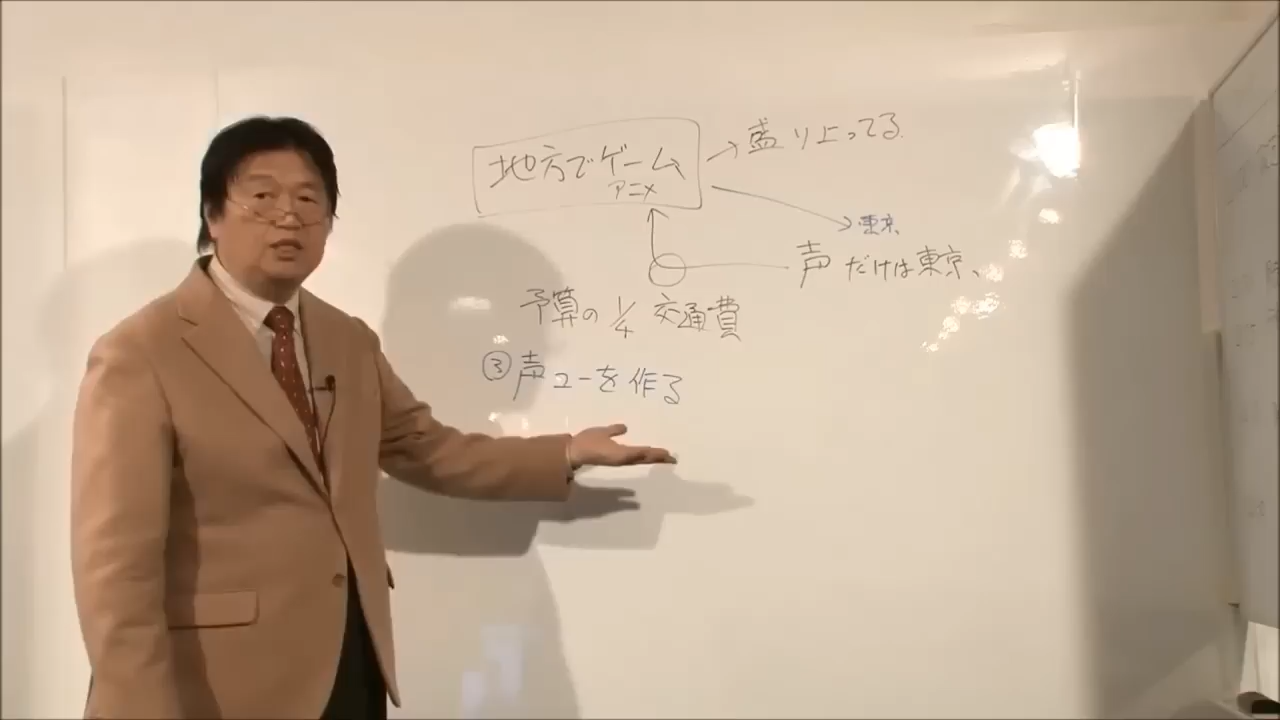 地方でゲーム
アニメ
盛り上ってる
東京
声だけは東京、
予算の1/4 交通費
③声ユーを作る